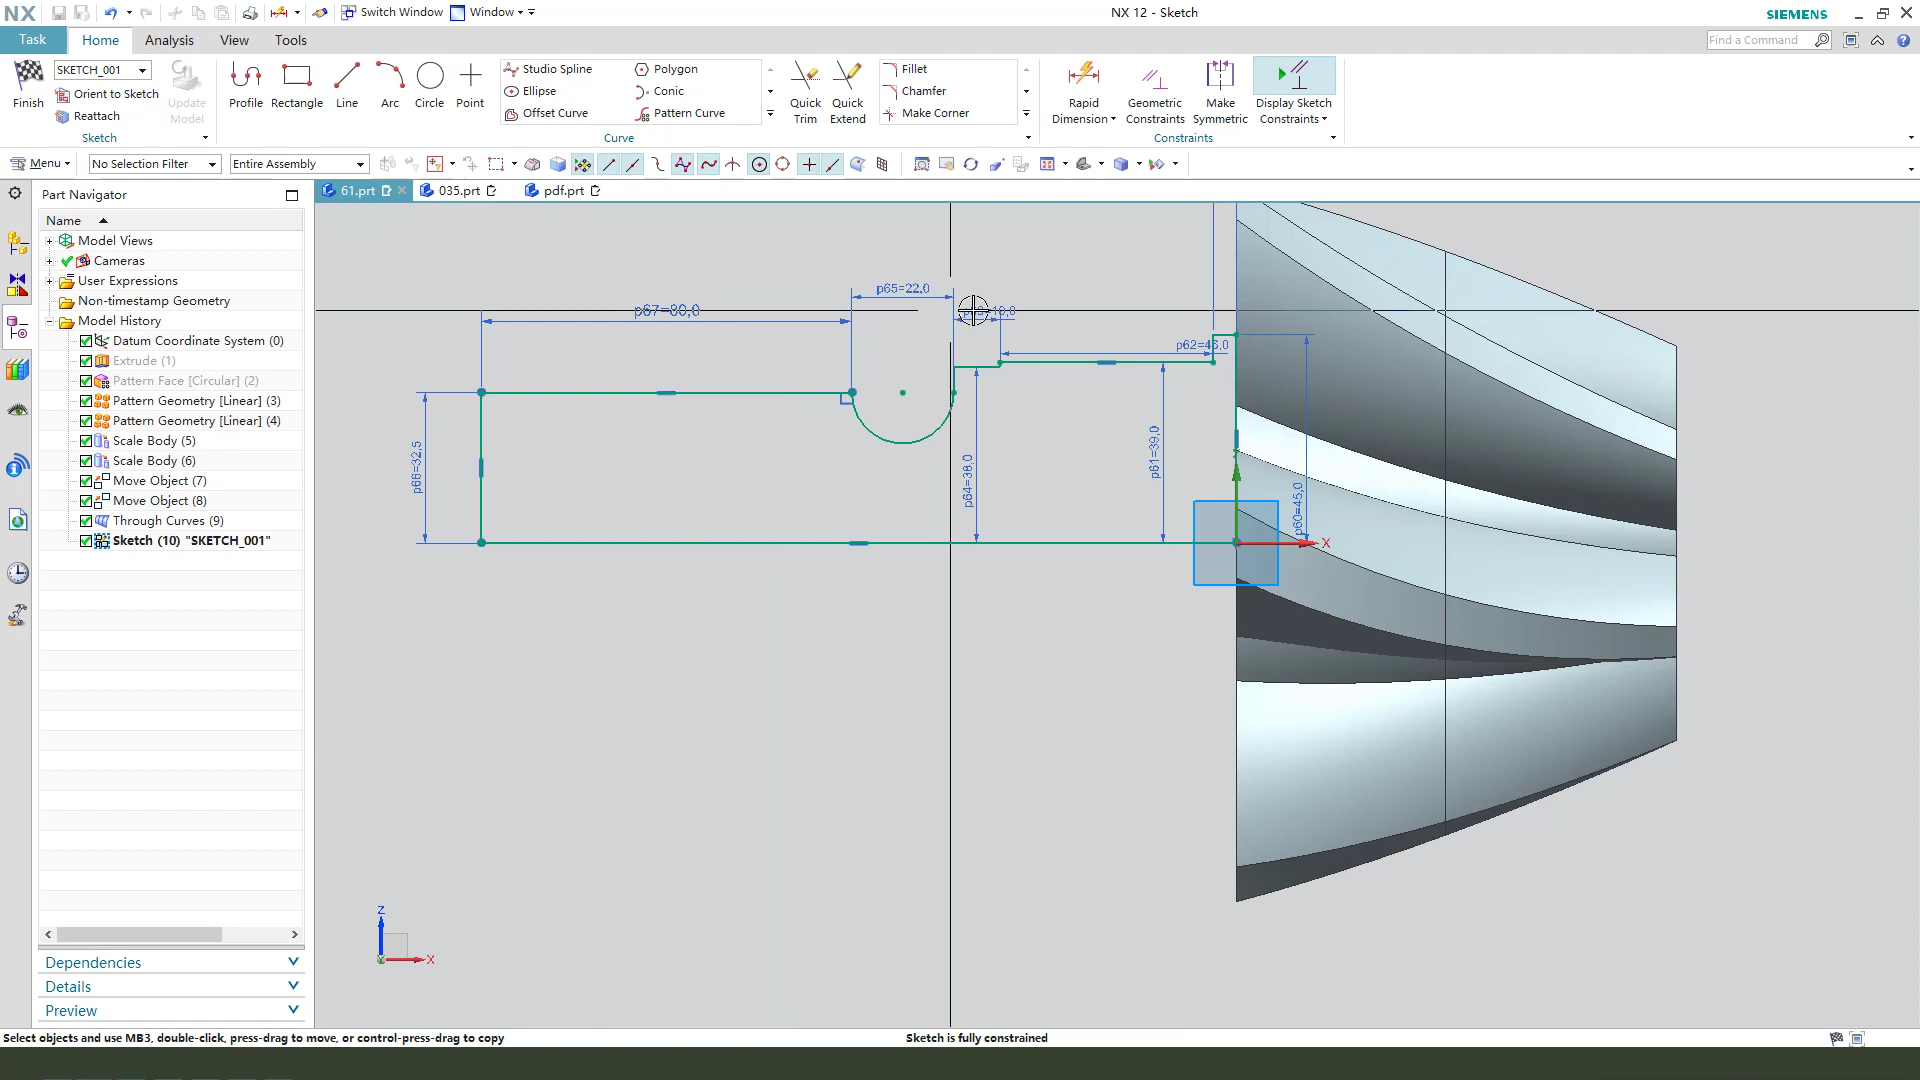 NX
Switch Window
Window
NX 12 - Sketch
SIEMENS
Task
Home
Analysis
View
Tools
Find a Command
Finish
SKETCH_001
Orient to Sketch
Reattach
Update Model
Profile
Rectangle
Line
Arc
Circle
Point
Studio Spline
Ellipse
Offset Curve
Polygon
Conic
Pattern Curve
Quick Trim
Quick Extend
Fillet
Chamfer
Make Corner
Rapid Dimension
Geometric Constraints
Make Symmetric
Display Sketch Constraints
Sketch
Curve
Constraints
Menu
No Selection Filter
Entire Assembly
Part Navigator
61.prt
035.prt
pdf.prt
Name
Model Views
Cameras
User Expressions
Non-timestamp Geometry
Model History
Datum Coordinate System (0)
Extrude (1)
Pattern Face [Circular] (2)
Pattern Geometry [Linear] (3)
Pattern Geometry [Linear] (4)
Scale Body (5)
Scale Body (6)
Move Object (7)
Move Object (8)
Through Curves (9)
Sketch (10) "SKETCH_001"
Dependencies
Details
Preview
p67=80,0
p65=22,0
p62=46,0
p66=32,5
p64=38,0
p61=39,0
p60=45,0
X
Z
X
Select objects and use MB3, double-click, press-drag to move, or control-press-drag to copy
Sketch is fully constrained